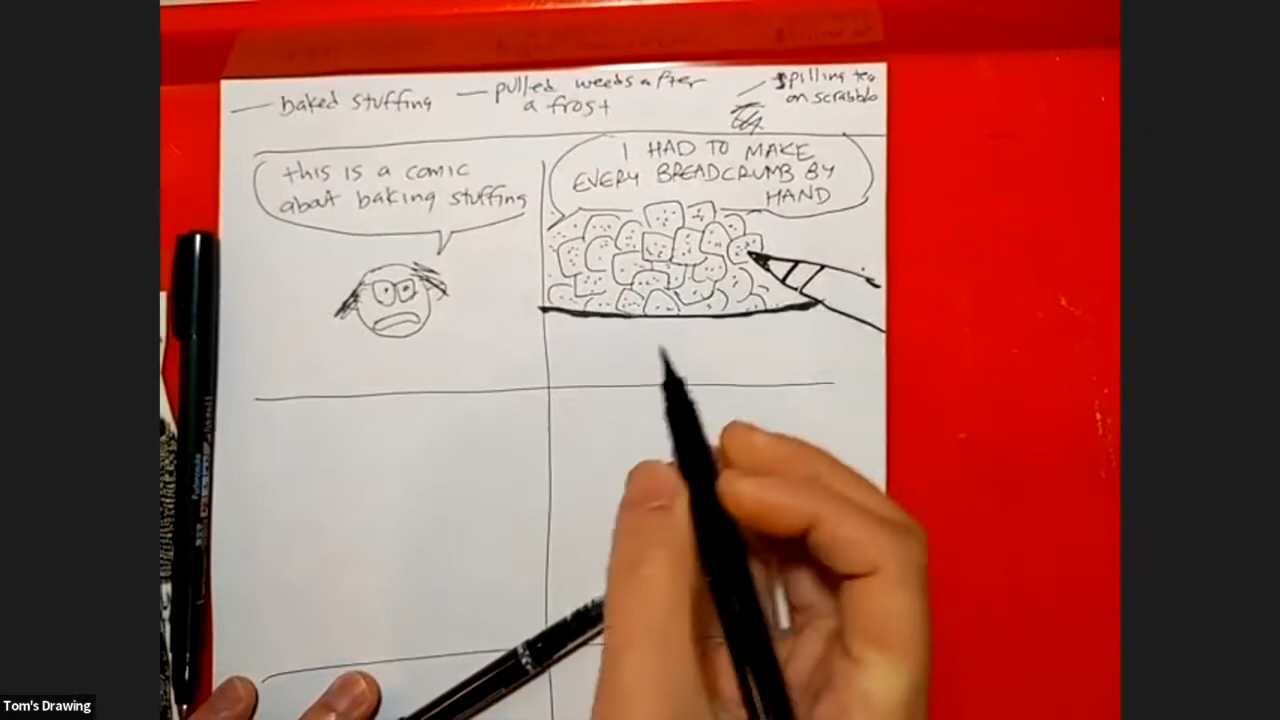 baked stuffing
pulled weeds after
a frost
spilling tea
on scrabble
this is a comic
about baking stuffing
I HAD TO MAKE
EVERY BREADCRUMB BY
HAND
Tom's Drawing